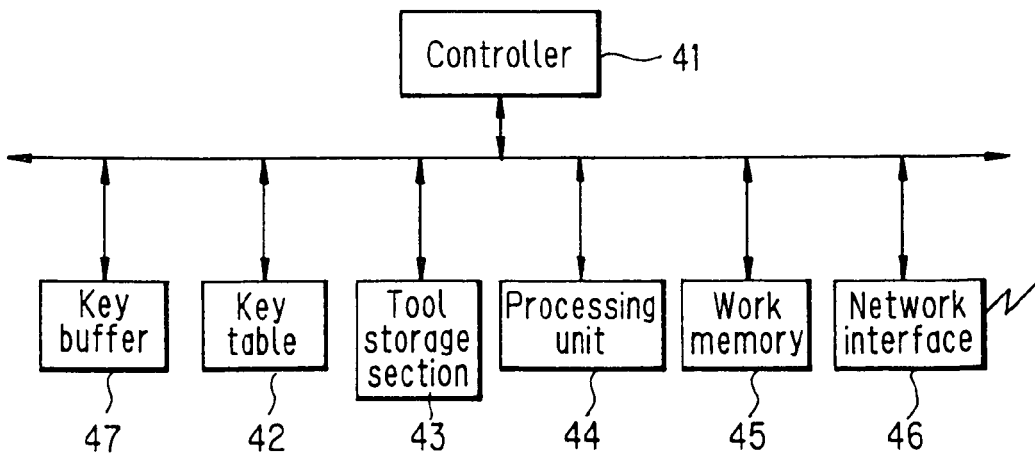 Controller
41
Key
buffer
Key
table
Tool
storage
section
Processing
unit
Work
memory
Network
interface
47
42
43
44
45
46